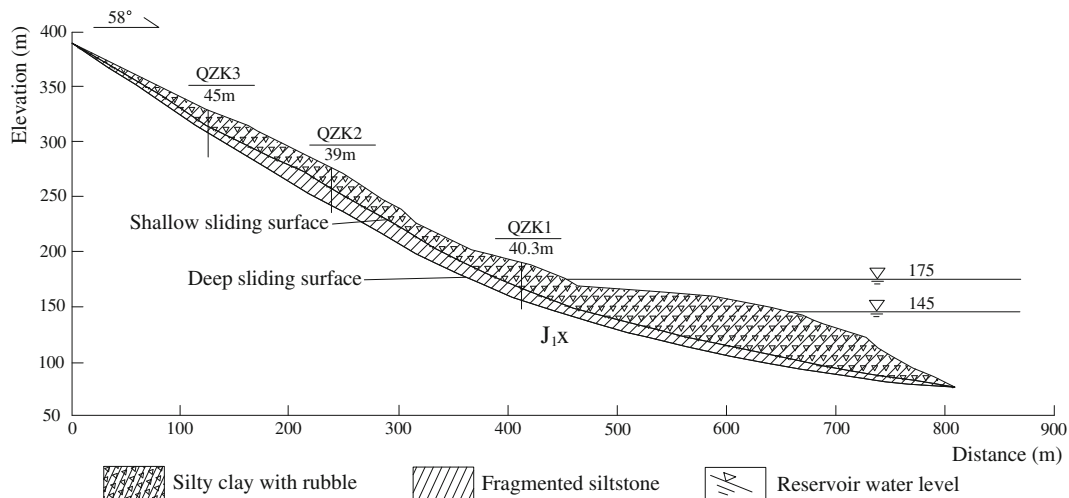 58°
Elevation (m)
400
350
300
250
200
150
100
50
QZK3
45m
QZK2
39m
Shallow sliding surface
QZK1
40.3m
Deep sliding surface
175
145
J₁x
0 100 200 300 400 500 600 700 800 900
Distance (m)
Silty clay with rubble
Fragmented siltstone
Reservoir water level